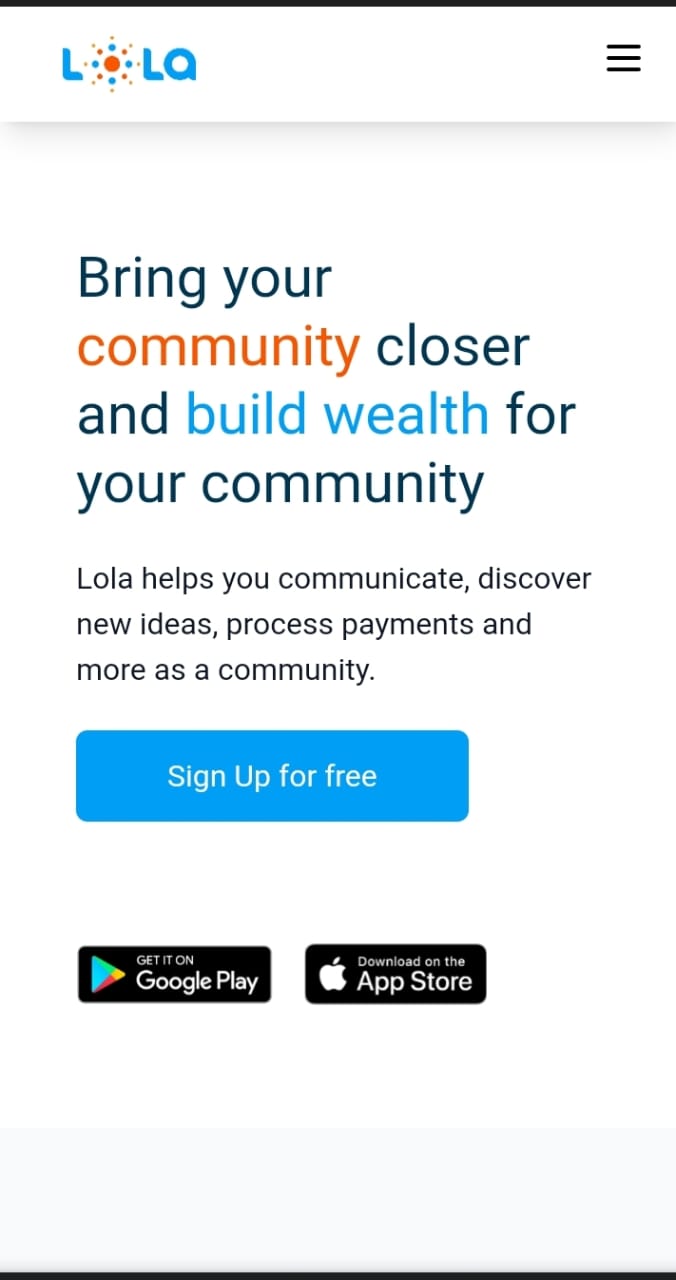 LOLA
Bring your
community closer
and build wealth for
your community
Lola helps you communicate, discover
new ideas, process payments and
more as a community.
Sign Up for free
GET IT ON
Google Play
Download on the
App Store